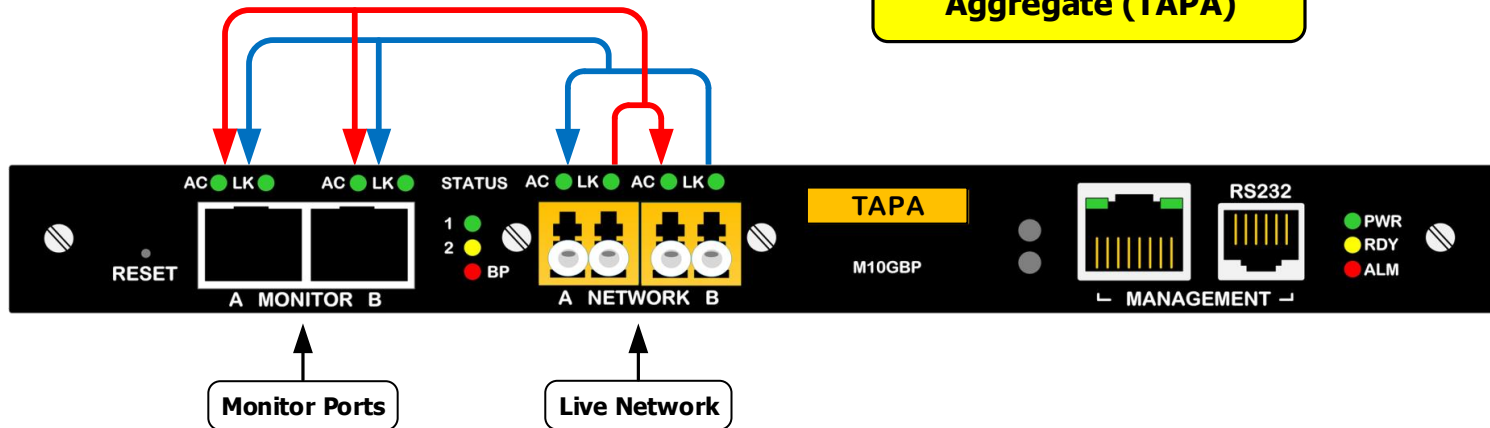 Aggregate (TAPA)
AC LK AC LK STATUS AC LK AC LK
1
2
BP
RESET
A MONITOR B
A NETWORK B
TAPA
M10GBP
RS232
MANAGEMENT
PWR
RDY
ALM
Monitor Ports
Live Network